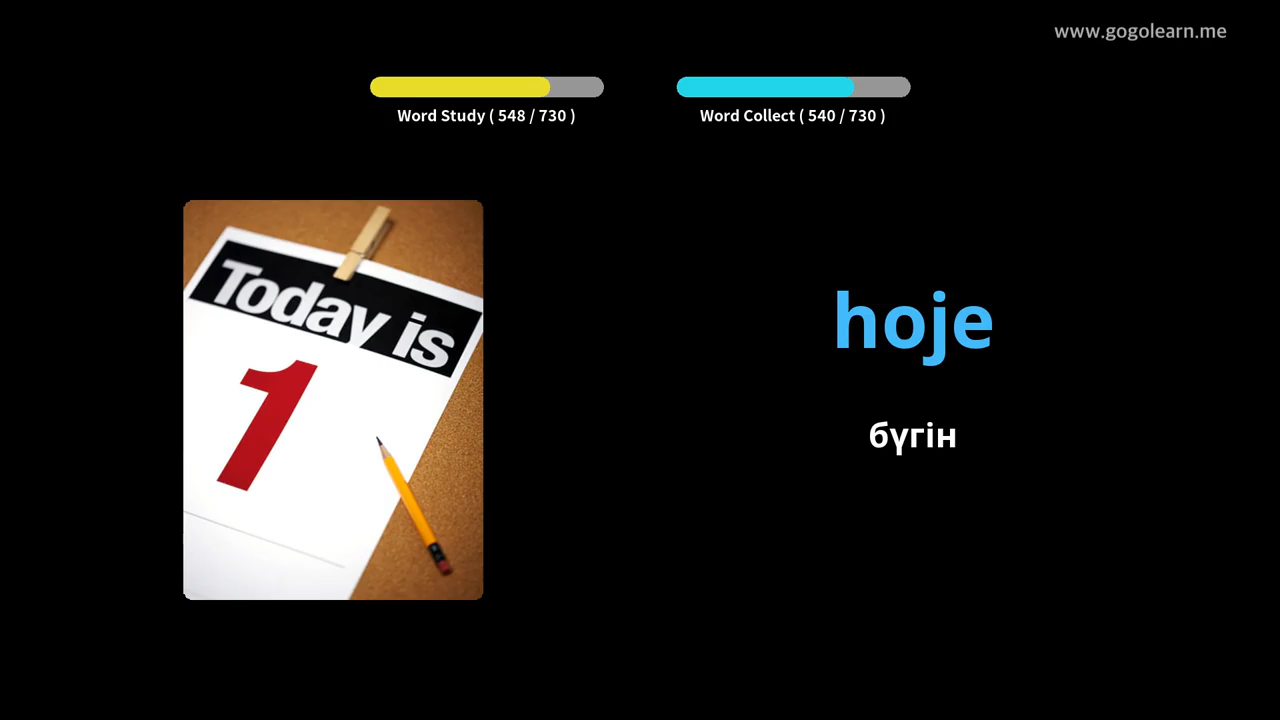 www.gogolearn.me
Word Study ( 548 / 730 )
Word Collect ( 540 / 730 )
Today is
1
hoje
бүгін